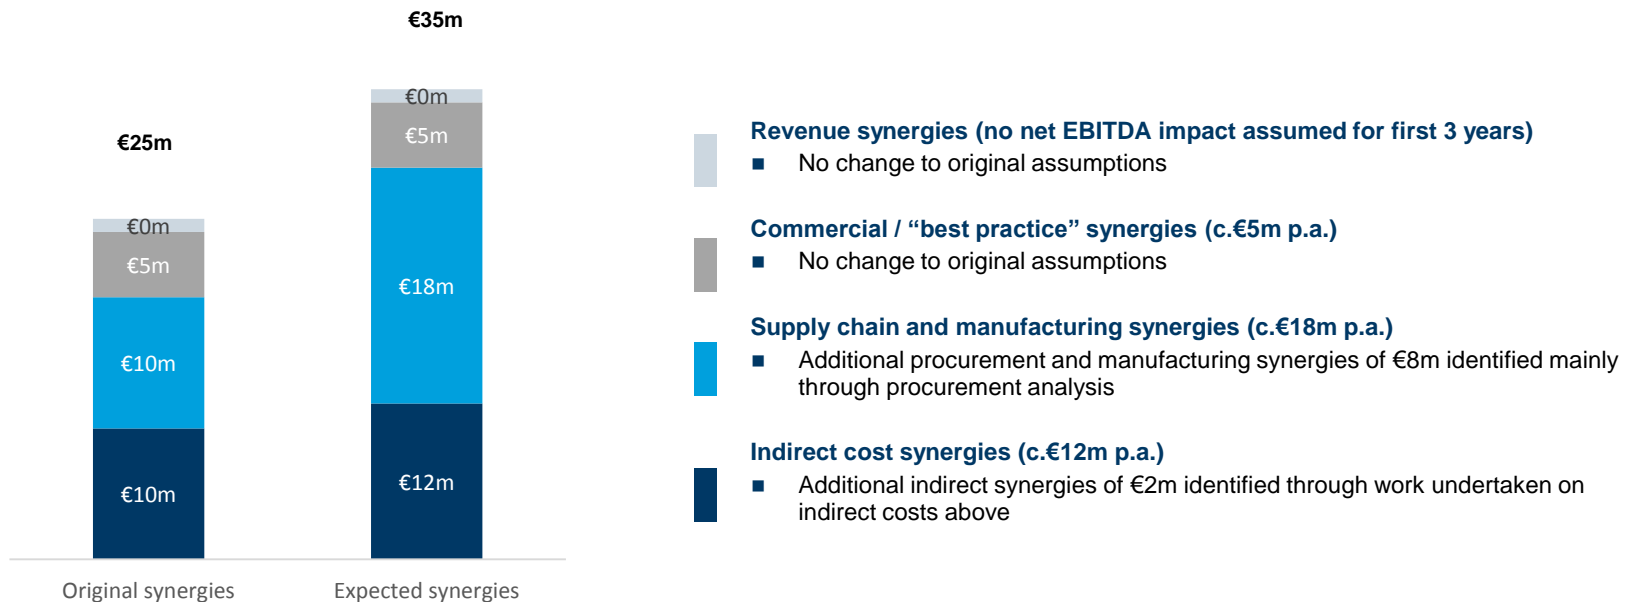 €35m
€25m
€0m
€5m
€10m
€10m
Original synergies
€0m
€5m
€18m
€12m
Expected synergies
Revenue synergies (no net EBITDA impact assumed for first 3 years)
■ No change to original assumptions
Commercial / “best practice” synergies (c.€5m p.a.)
■ No change to original assumptions
Supply chain and manufacturing synergies (c.€18m p.a.)
■ Additional procurement and manufacturing synergies of €8m identified mainly
through procurement analysis
Indirect cost synergies (c.€12m p.a.)
■ Additional indirect synergies of €2m identified through work undertaken on
indirect costs above